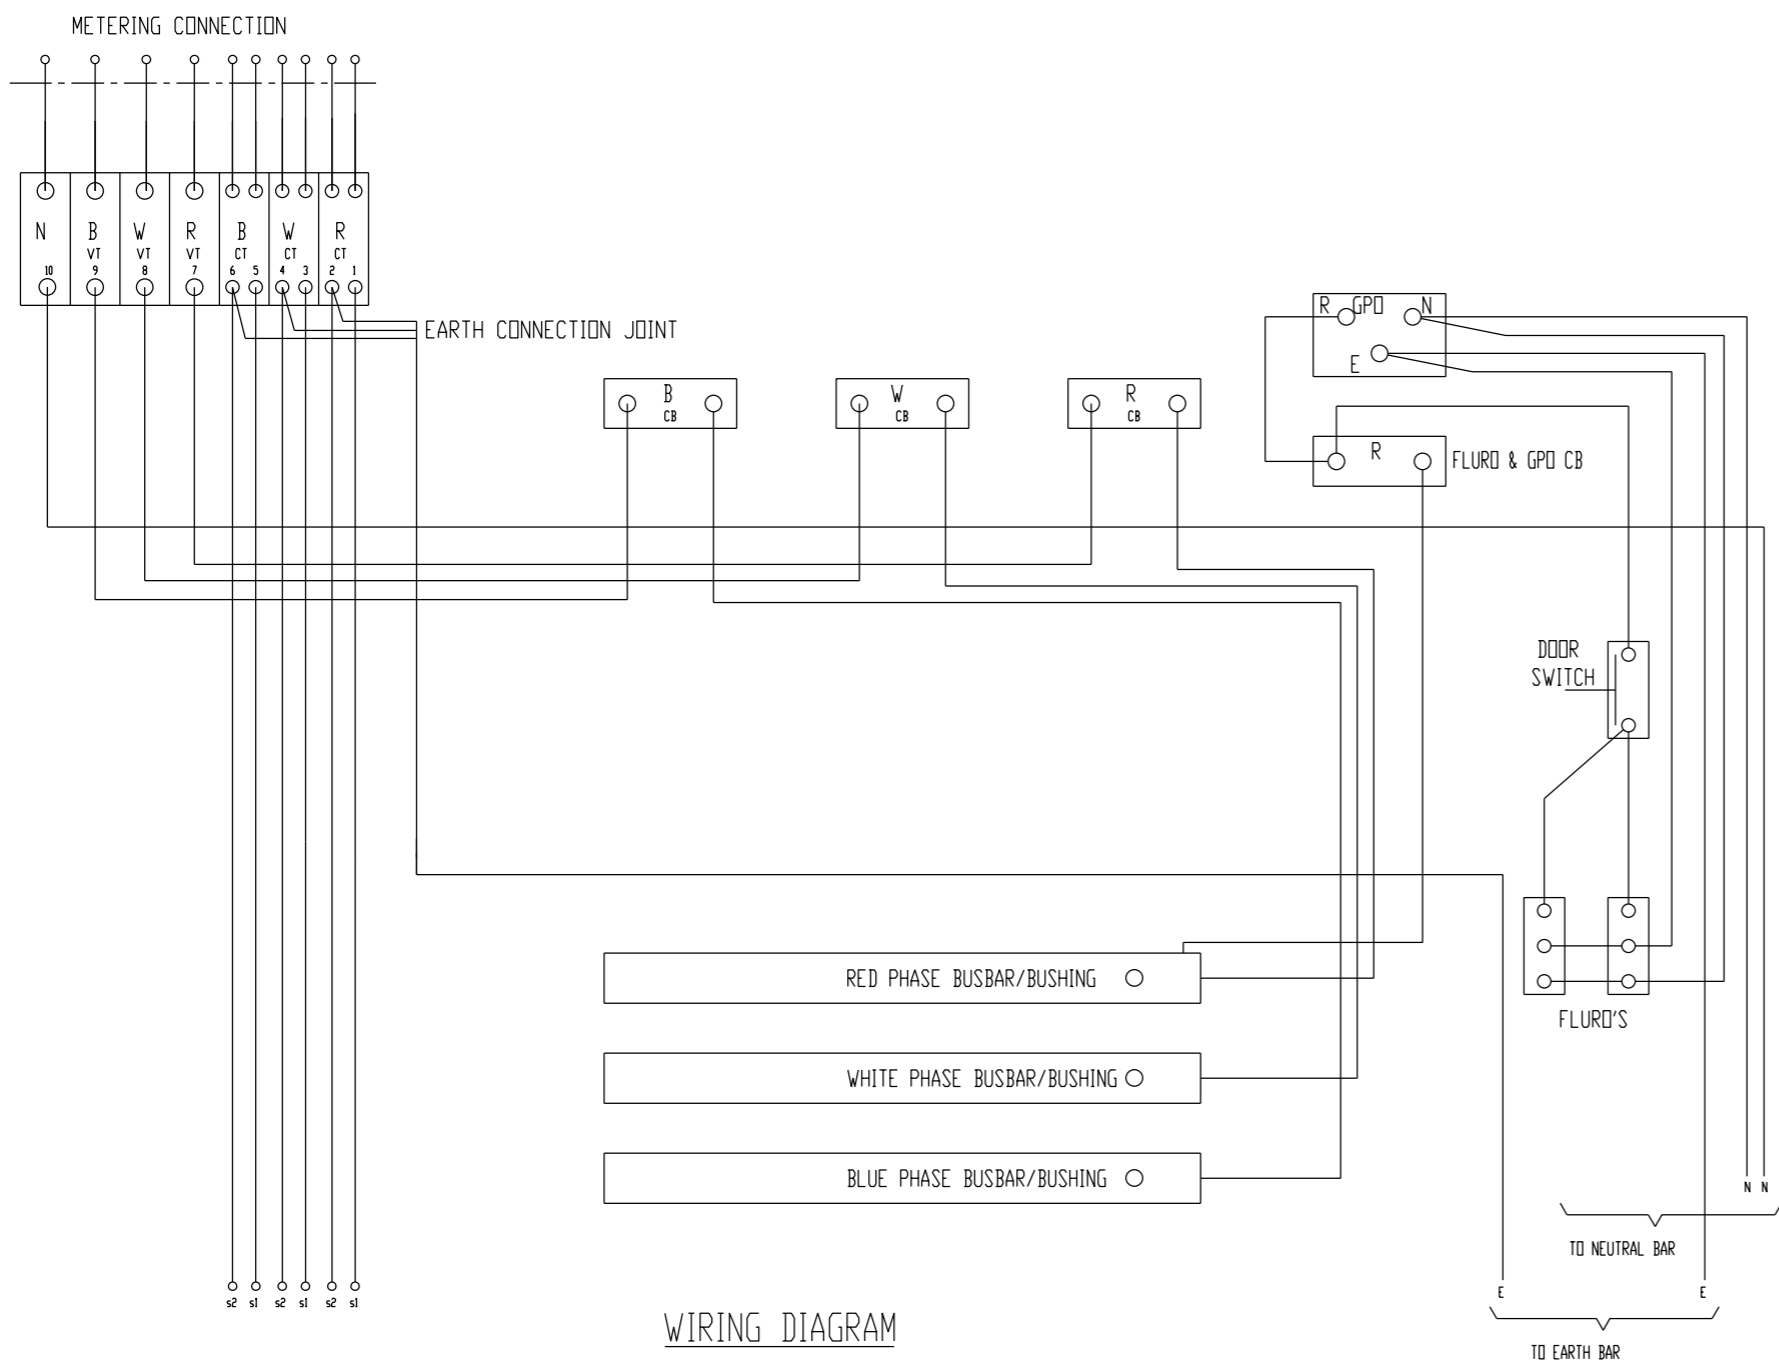 METERING CONNECTION
N B W R B W R
VT VT VT CT CT CT
10 9 8 7 6 5 4 3 2 1
EARTH CONNECTION JOINT
R GPO N
E
B W R
CB CB CB
R FLURO & GPO CB
DOOR
SWITCH
RED PHASE BUSBAR/BUSHING
FLURO'S
WHITE PHASE BUSBAR/BUSHING
BLUE PHASE BUSBAR/BUSHING
N N
TO NEUTRAL BAR
s2 s1 s2 s1 s2 s1
E E
WIRING DIAGRAM
TO EARTH BAR